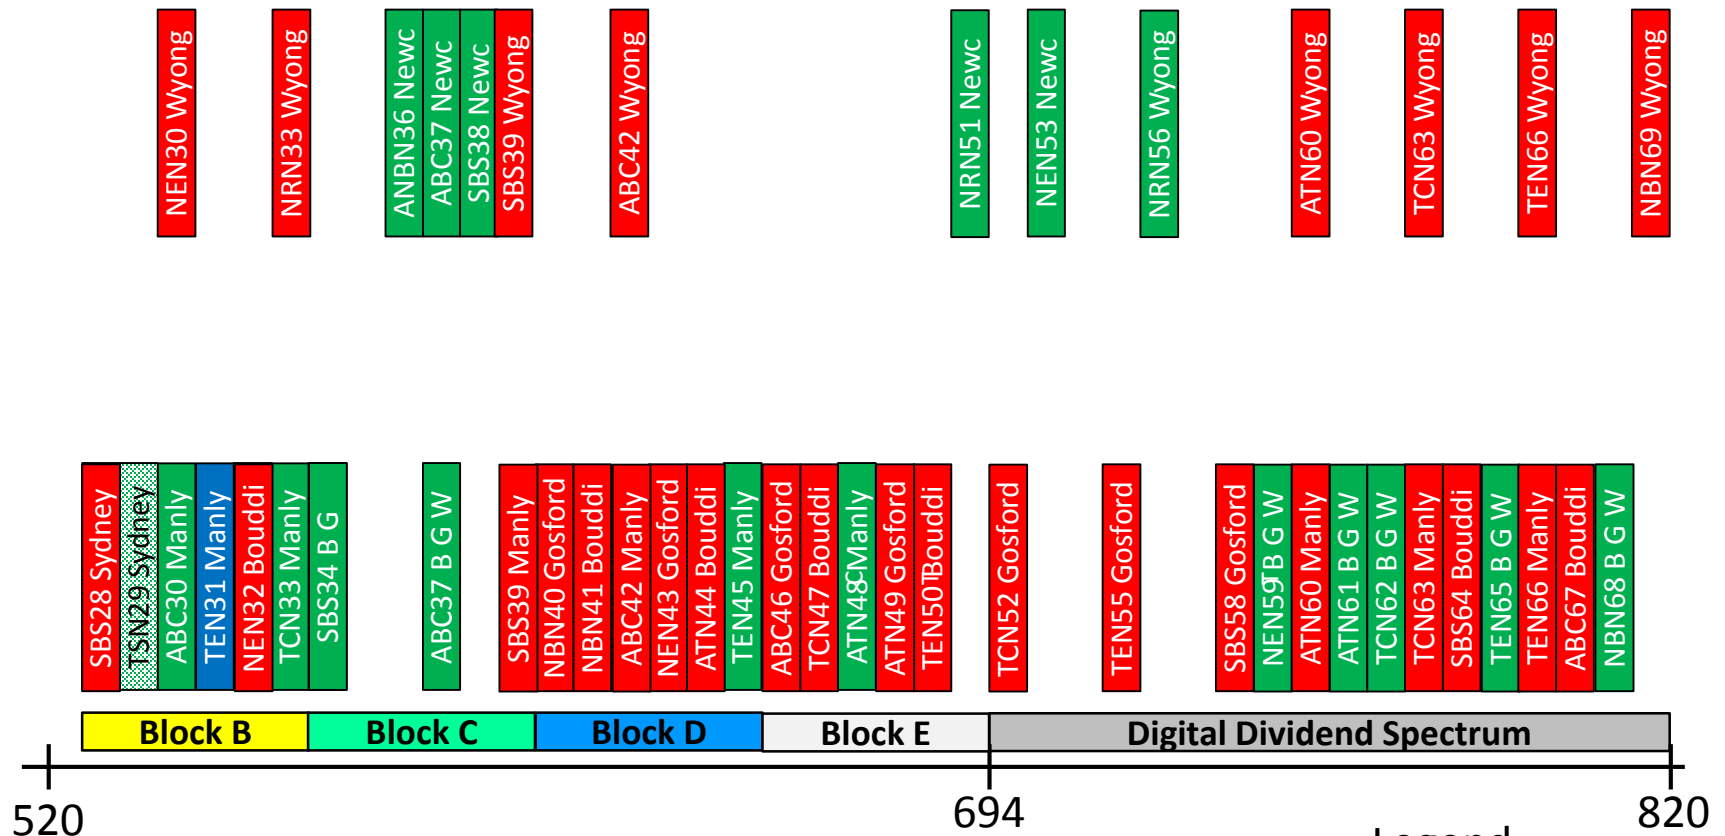 NEN30 Wyong
NRN33 Wyong
ANBN36 Newc
ABC37 Newc
SBS38 Newc
SBS39 Wyong
ABC42 Wyong
NRN51 Newc
NEN53 Newc
NRN56 Wyong
ATN60 Wyong
TCN63 Wyong
TEN66 Wyong
NBN69 Wyong
SBS28 Sydney
TSN29 Sydney
ABC30 Manly
TEN31 Manly
NEN32 Bouddi
TCN33 Manly
SBS34 B G
ABC37 B G W
SBS39 Manly
NBN40 Gosford
NBN41 Bouddi
ABC42 Manly
NEN43 Gosford
ATN44 Bouddi
TEN45 Manly
ABC46 Gosford
TCN47 Bouddi
ATN48 Manly
ATN49 Gosford
TEN50 Bouddi
TCN52 Gosford
TEN55 Gosford
SBS58 Gosford
NEN59 B G W
ATN60 Manly
ATN61 B G W
TCN62 B G W
TCN63 Manly
SBS64 Bouddi
TEN65 B G W
TEN66 Manly
ABC67 Bouddi
NBN68 B G W
Block B
Block C
Block D
Block E
Digital Dividend Spectrum
520
694
820
Legend